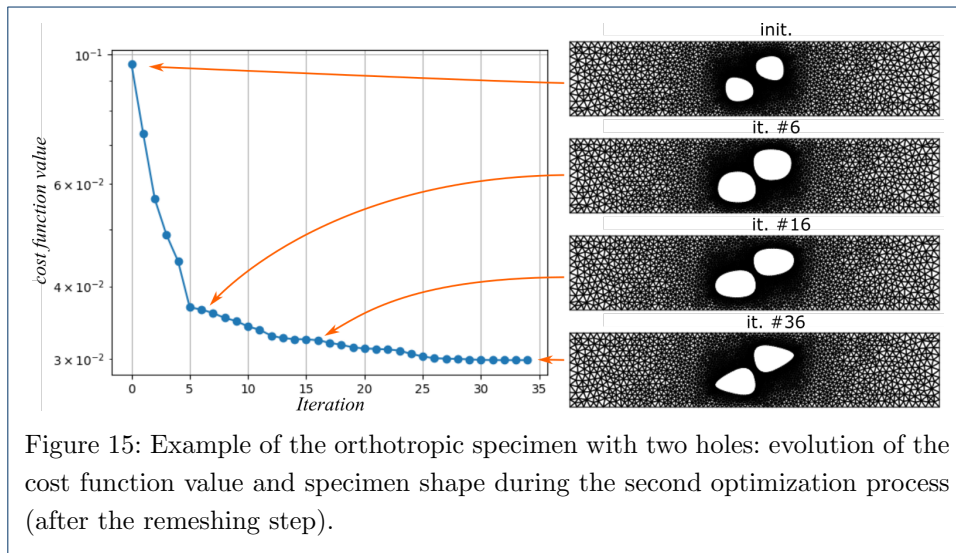 init.
10⁻¹
it. #6
cost function value
6 × 10⁻²
it. #16
4 × 10⁻²
it. #36
3 × 10⁻²
0 5 10 15 20 25 30 35
Iteration
Figure 15: Example of the orthotropic specimen with two holes: evolution of the
cost function value and specimen shape during the second optimization process
(after the remeshing step).